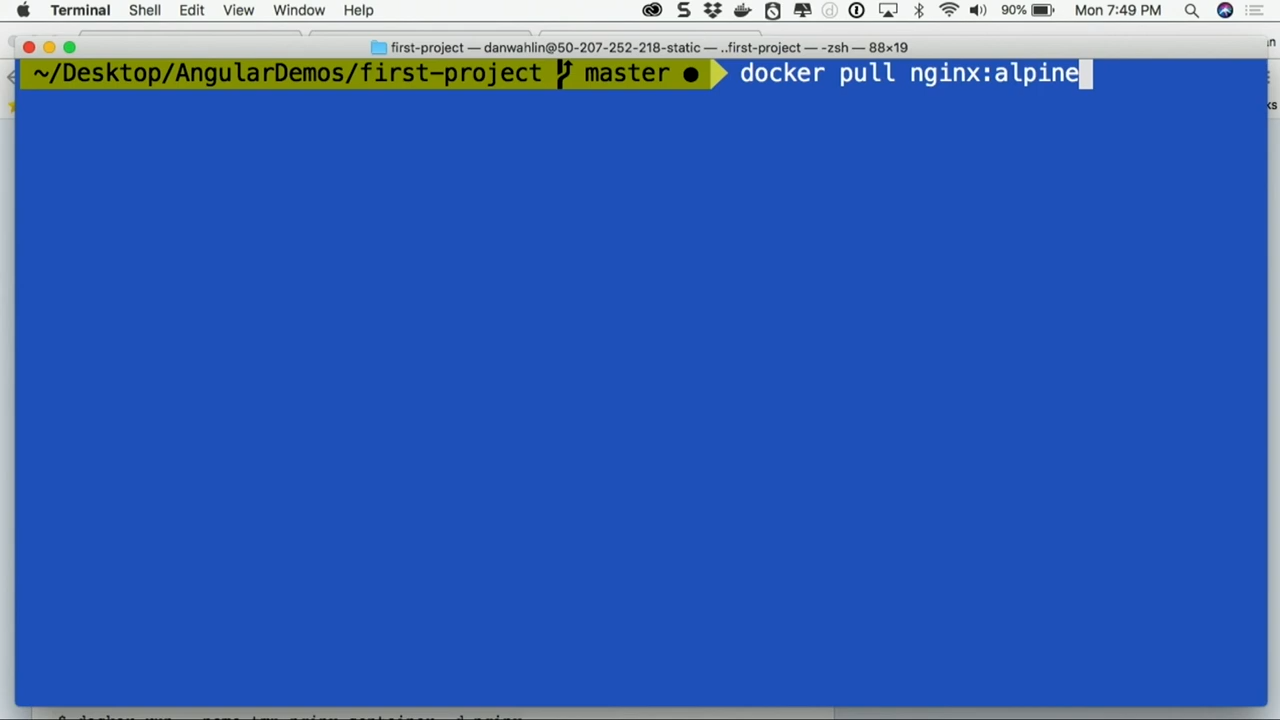 Terminal Shell Edit View Window Help 90% Mon 7:49 PM
first-project — danwahlin@50-207-252-218-static — ..first-project — -zsh — 88×19
~/Desktop/AngularDemos/first-project master ● docker pull nginx:alpine